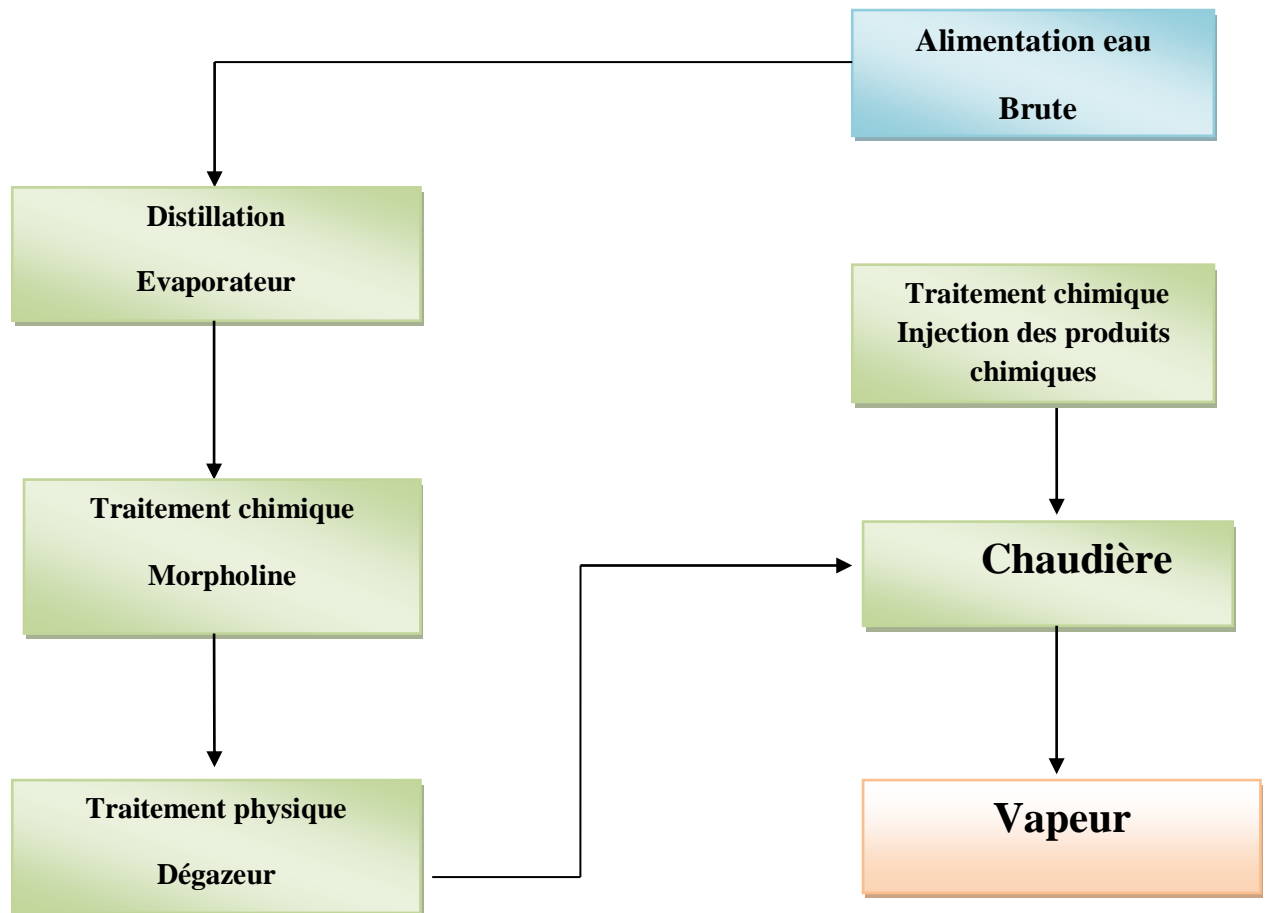 Alimentation eau
Brute
Distillation
Evaporateur
Traitement chimique
Injection des produits
chimiques
Traitement chimique
Morpholine
Chaudière
Traitement physique
Dégazeur
Vapeur